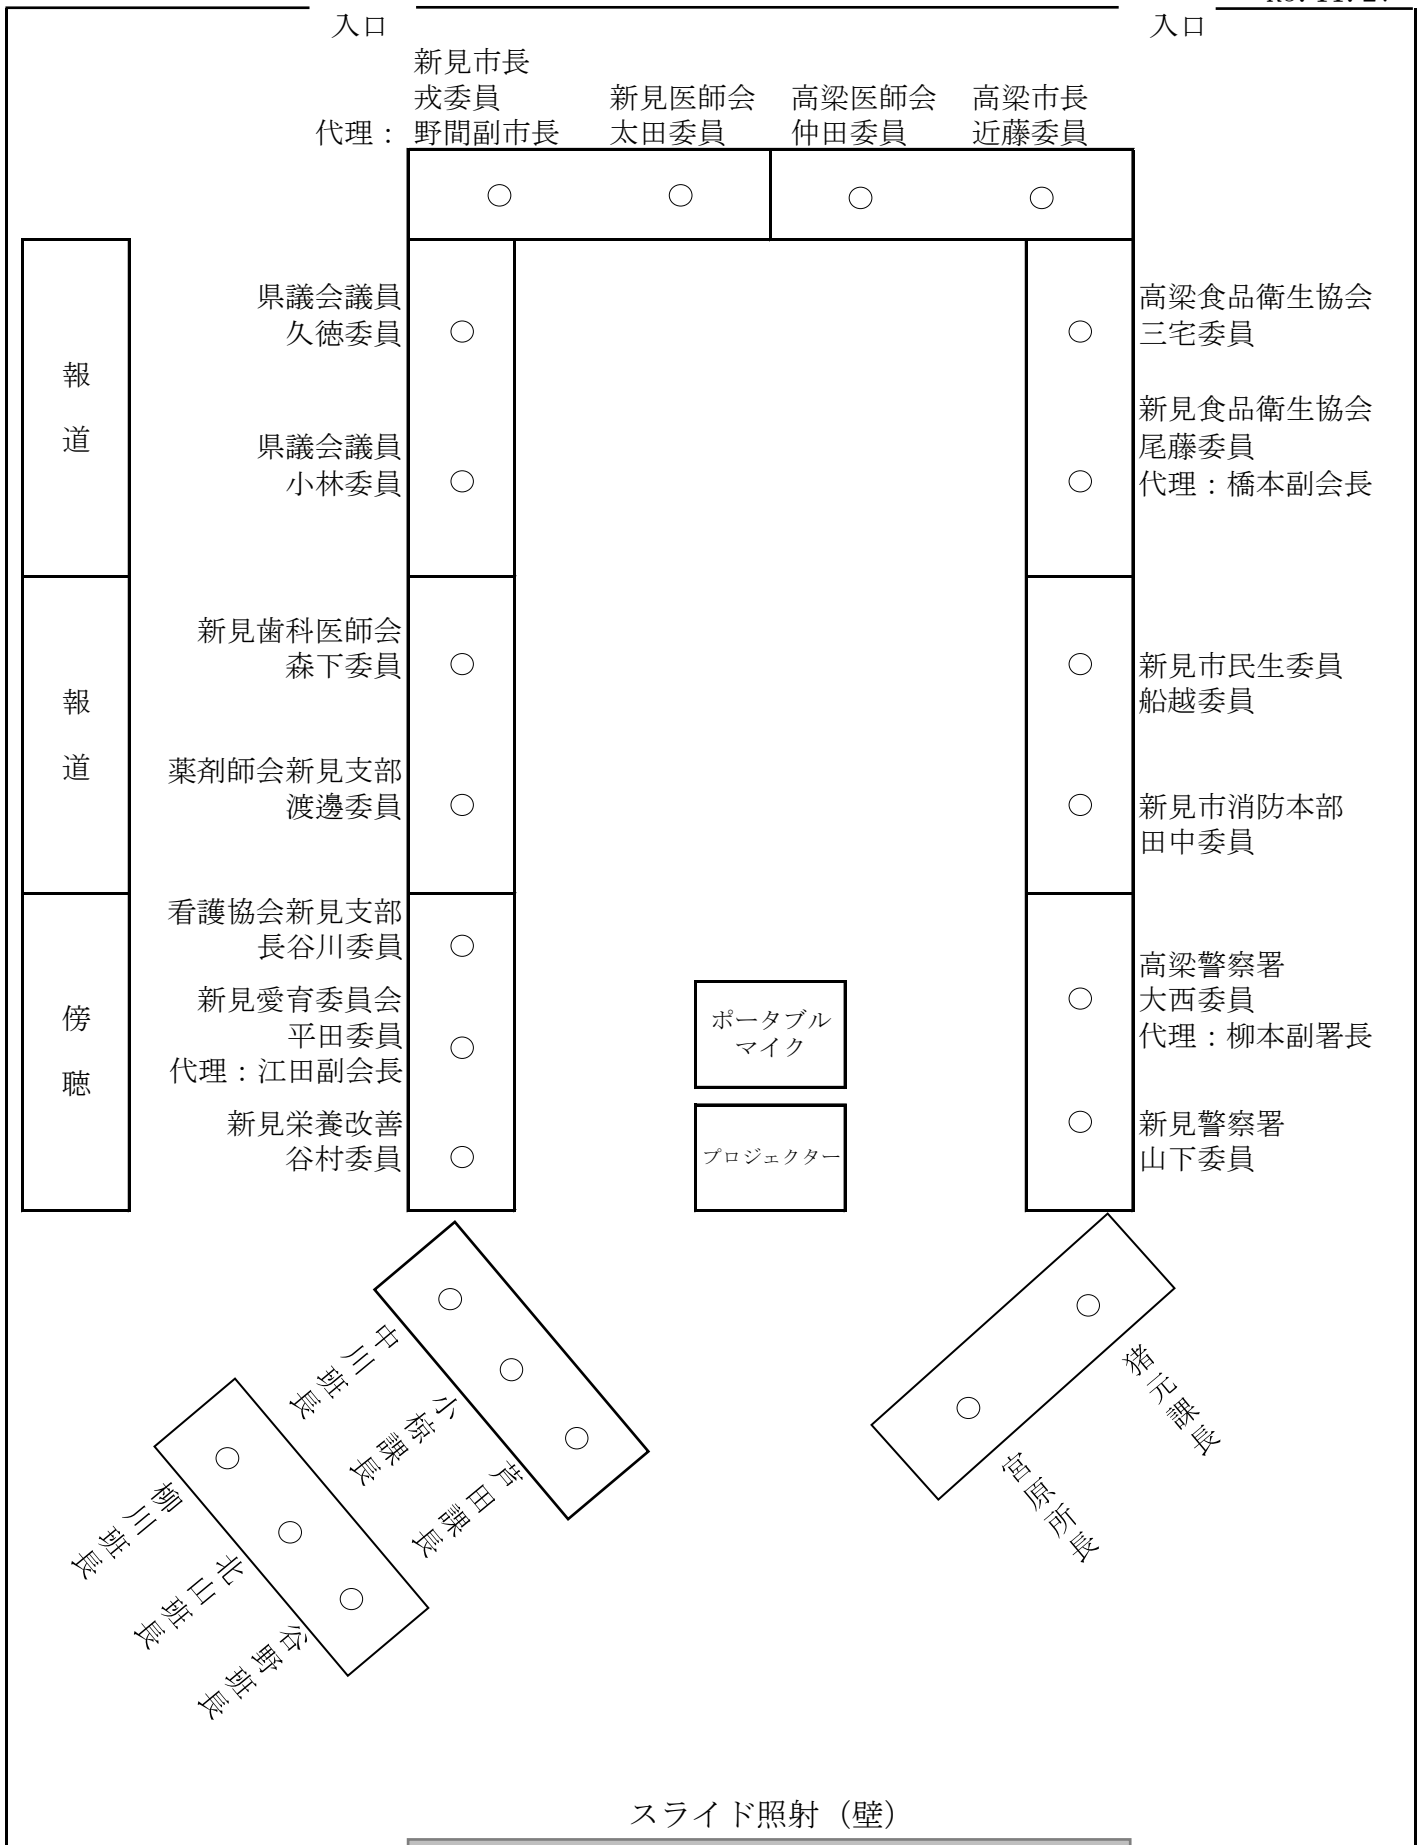 入口
入口
新見市長
戎委員
代理：野間副市長
新見医師会
太田委員
高梁医師会
仲田委員
高梁市長
近藤委員
報
道
報
道
傍
聴
県議会議員
久徳委員
県議会議員
小林委員
新見歯科医師会
森下委員
薬剤師会新見支部
渡邊委員
看護協会新見支部
長谷川委員
新見愛育委員会
平田委員
代理：江田副会長
新見栄養改善
谷村委員
高梁食品衛生協会
三宅委員
新見食品衛生協会
尾藤委員
代理：橋本副会長
新見市民生委員
船越委員
新見市消防本部
田中委員
高梁警察署
大西委員
代理：柳本副署長
新見警察署
山下委員
ポータブル
マイク
プロジェクター
中川班長
小椋課長
芦田課長
柳川班長
北山班長
谷野班長
猪元課長
宮原所長
スライド照射（壁）